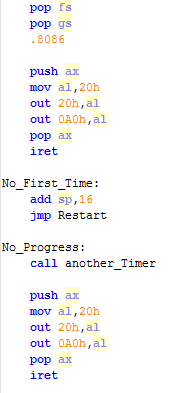 pop fs
pop gs
.8086
push ax
mov al,20h
out 20h,al
out 0A0h,al
pop ax
iret
No_First_Time:
add sp,16
jmp Restart
No_Progress:
call another_Timer
push ax
mov al,20h
out 20h,al
out 0A0h,al
pop ax
iret